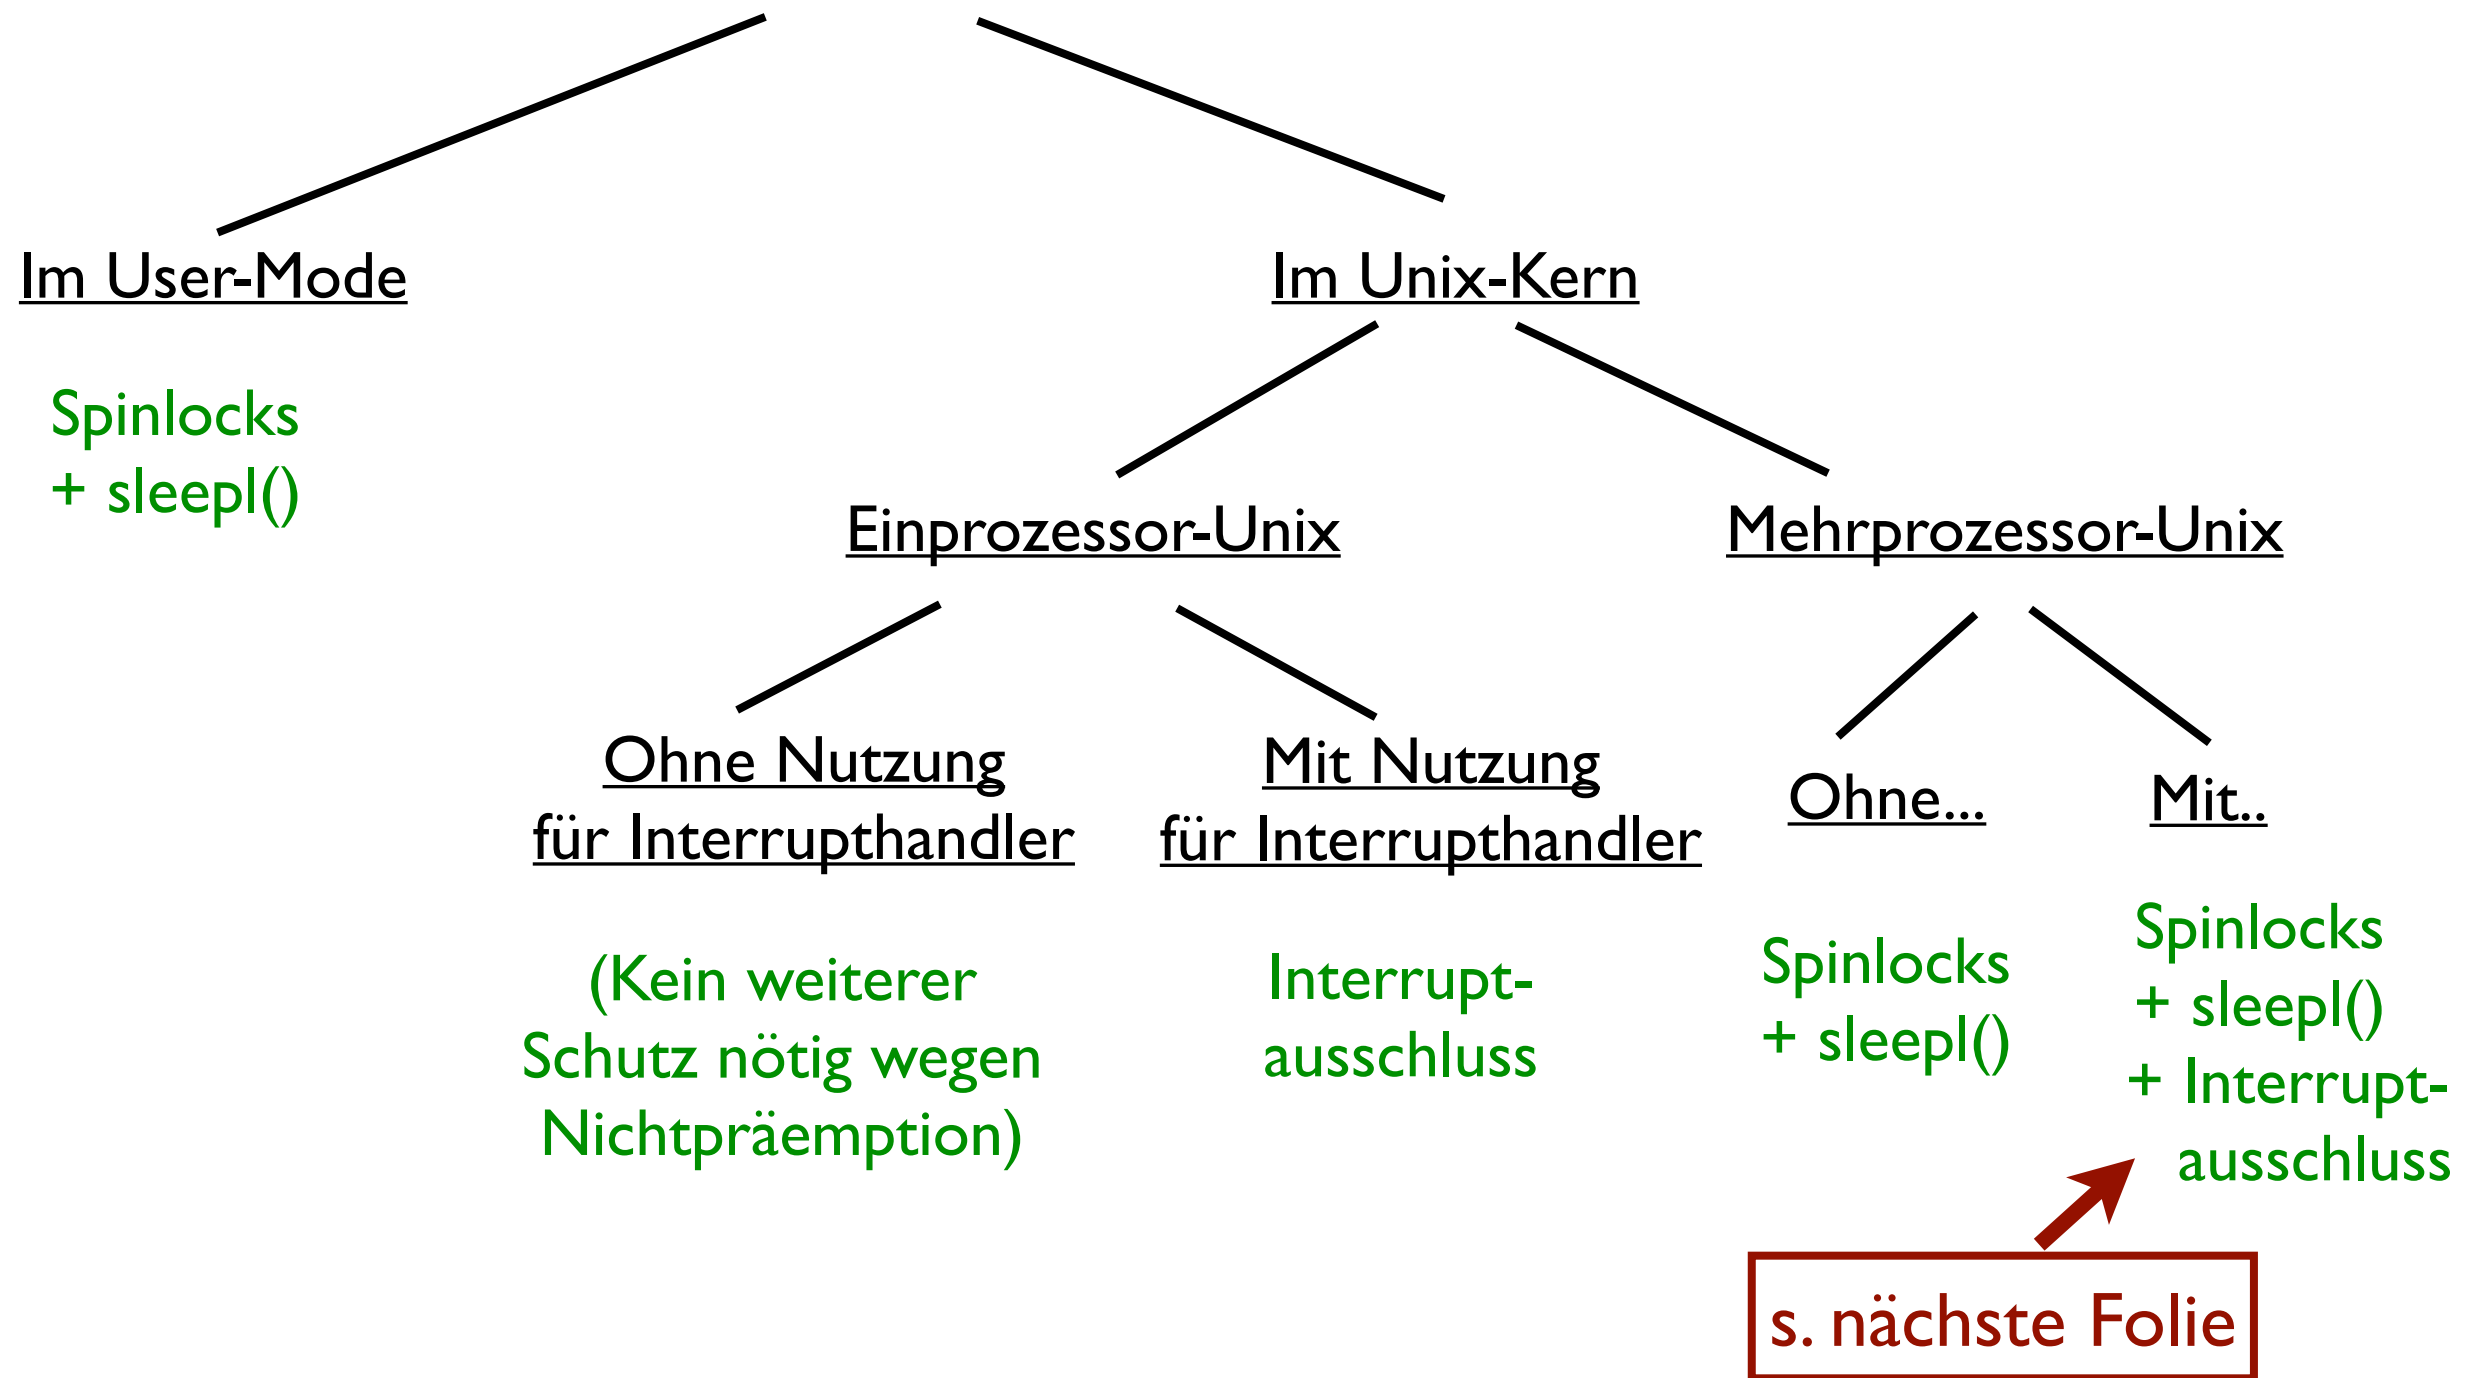 Im User-Mode
Im Unix-Kern
Spinlocks
+ sleepl()
Einprozessor-Unix
Mehrprozessor-Unix
Ohne Nutzung
für Interrupthandler
Mit Nutzung
für Interrupthandler
Ohne...
Mit..
(Kein weiterer
Schutz nötig wegen
Nichtpräemption)
Interrupt-
ausschluss
Spinlocks
+ sleepl()
Spinlocks
+ sleepl()
+ Interrupt-
ausschluss
s. nächste Folie